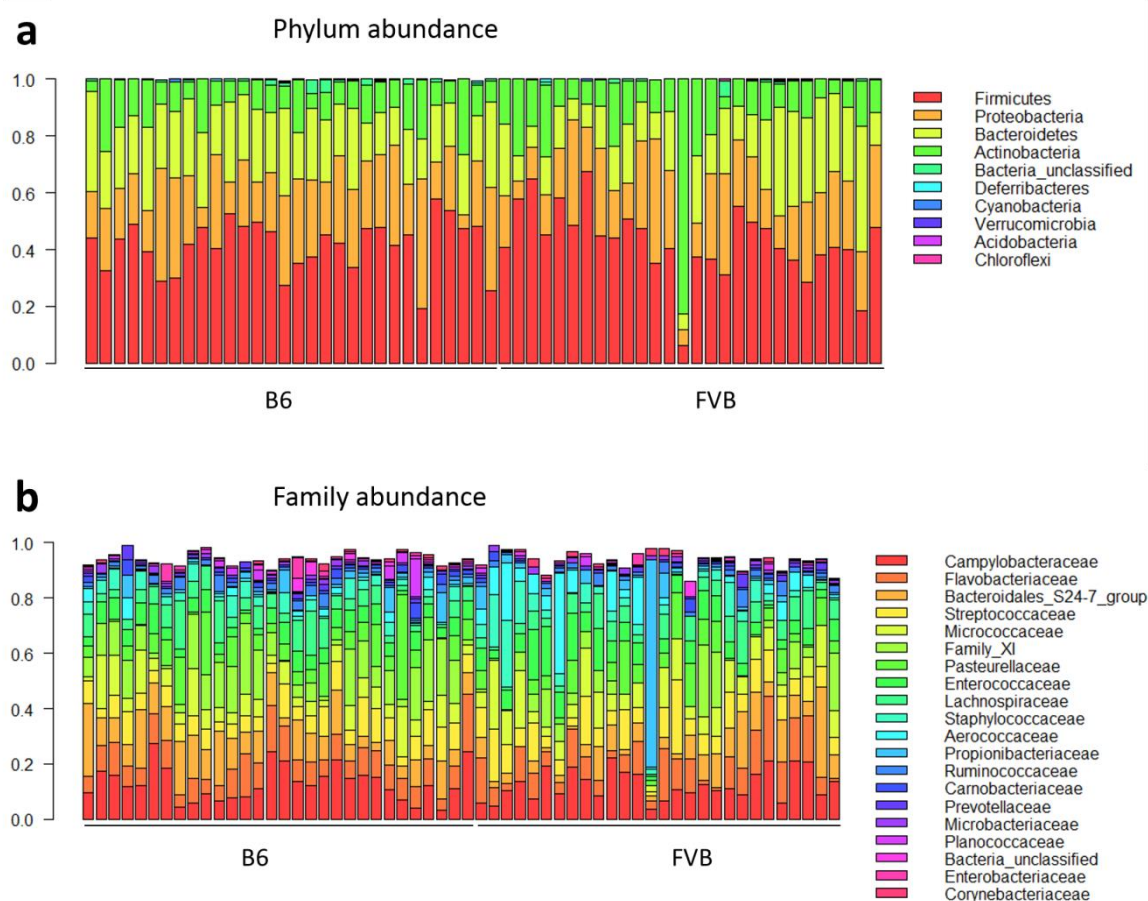 a
Phylum abundance
1.0
0.8
0.6
0.4
0.2
0.0
B6
FVB
Firmicutes
Proteobacteria
Bacteroidetes
Actinobacteria
Bacteria_unclassified
Deferribacteres
Cyanobacteria
Verrucomicrobia
Acidobacteria
Chloroflexi
b
Family abundance
1.0
0.8
0.6
0.4
0.2
0.0
B6
FVB
Campylobacteraceae
Flavobacteriaceae
Bacteroidales_S24-7_group
Streptococcaceae
Micrococcaceae
Family_XI
Pasteurellaceae
Enterococcaceae
Lachnospiraceae
Staphylococcaceae
Aerococcaceae
Propionibacteriaceae
Ruminococcaceae
Carnobacteriaceae
Prevotellaceae
Microbacteriaceae
Planococcaceae
Bacteria_unclassified
Enterobacteriaceae
Corynebacteriaceae